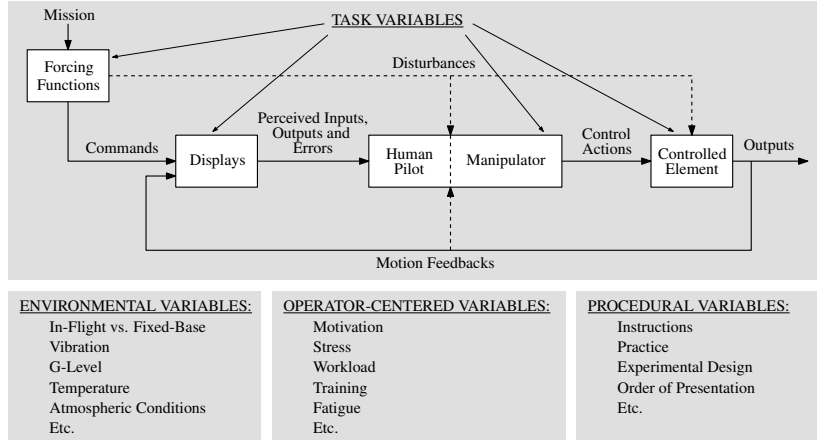 Mission
TASK VARIABLES
Forcing
Functions
Disturbances
Commands
Displays
Perceived Inputs,
Outputs and
Errors
Human
Pilot
Manipulator
Control
Actions
Controlled
Element
Outputs
Motion Feedbacks
ENVIRONMENTAL VARIABLES:
In-Flight vs. Fixed-Base
Vibration
G-Level
Temperature
Atmospheric Conditions
Etc.
OPERATOR-CENTERED VARIABLES:
Motivation
Stress
Workload
Training
Fatigue
Etc.
PROCEDURAL VARIABLES:
Instructions
Practice
Experimental Design
Order of Presentation
Etc.